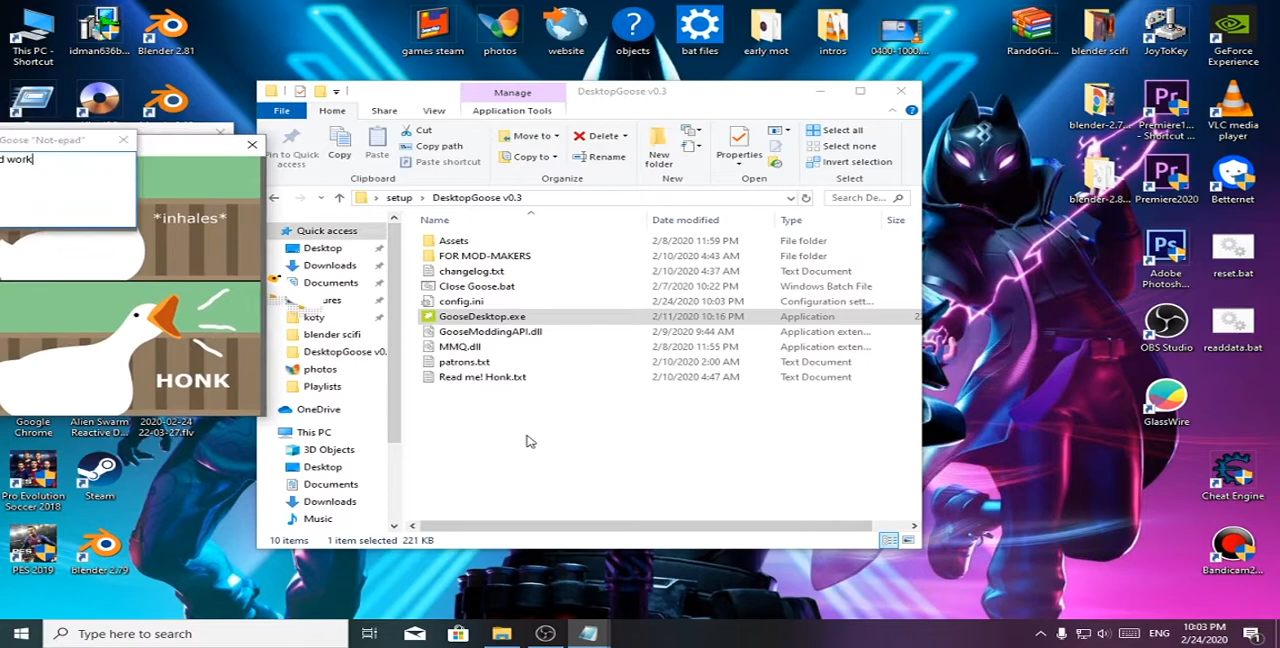 This PC -
Shortcut
idman636b...
Blender 2.81
games steam
photos
website
objects
bat files
early mot
intros
0400-1000....
RandoGri...
blender scifi
JoyToKey
GeForce
Experience
Manage
DesktopGoose v0.3
File
Home
Share
View
Application Tools
Pin to Quick
access
Copy
Paste
Cut
Copy path
Paste shortcut
Clipboard
Move to
Copy to
Delete
Rename
Organize
New
folder
New
Properties
Open
Select all
Select none
Invert selection
Select
setup
DesktopGoose v0.3
Search De...
Goose "Not-epad"
d work
*inhales*
HONK
Quick access
Desktop
Downloads
Documents
ures
koty
blender scifi
DesktopGoose v0.
photos
Playlists
OneDrive
This PC
3D Objects
Desktop
Documents
Downloads
Music
Name
Date modified
Type
Size
Assets
2/8/2020 11:59 PM
File folder
FOR MOD-MAKERS
2/10/2020 4:43 AM
File folder
changelog.txt
2/10/2020 4:37 AM
Text Document
Close Goose.bat
2/7/2020 10:22 PM
Windows Batch File
config.ini
2/24/2020 10:03 PM
Configuration sett...
GooseDesktop.exe
2/11/2020 10:16 PM
Application
22
GooseModdingAPI.dll
2/9/2020 9:44 AM
Application exten...
MMQ.dll
2/8/2020 11:55 PM
Application exten...
patrons.txt
2/10/2020 2:00 AM
Text Document
Read me! Honk.txt
2/10/2020 4:47 AM
Text Document
10 items
1 item selected 221 KB
blender-2.7...
Premiere1...
- Shortcut ...
VLC media
player
blender-2.8...
Premiere2020
Betternet
Adobe
Photosh...
reset.bat
OBS Studio
readdata.bat
GlassWire
Cheat Engine
Bandicam2...
Google
Chrome
Alien Swarm
Reactive D...
2020-02-24
22-03-27.flv
Pro Evolution
Soccer 2018
Steam
PES 2019
Blender 2.79
Type here to search
ENG
10:03 PM
2/24/2020
1